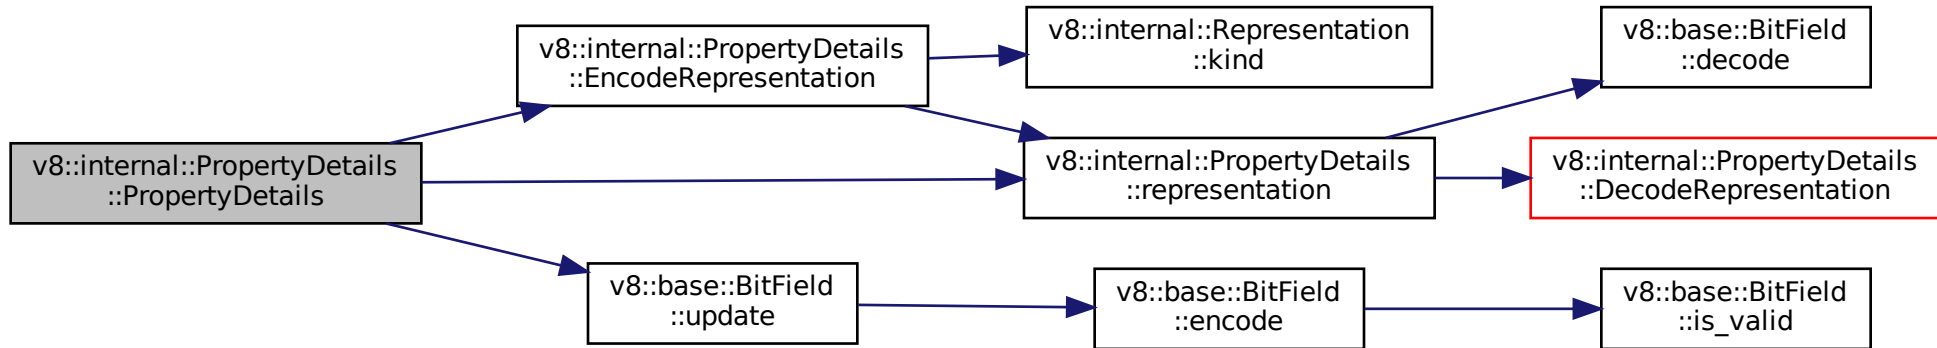 v8::internal::PropertyDetails
::PropertyDetails
v8::internal::PropertyDetails
::EncodeRepresentation
v8::internal::Representation
::kind
v8::internal::PropertyDetails
::representation
v8::base::BitField
::decode
v8::internal::PropertyDetails
::DecodeRepresentation
v8::base::BitField
::update
v8::base::BitField
::encode
v8::base::BitField
::is_valid